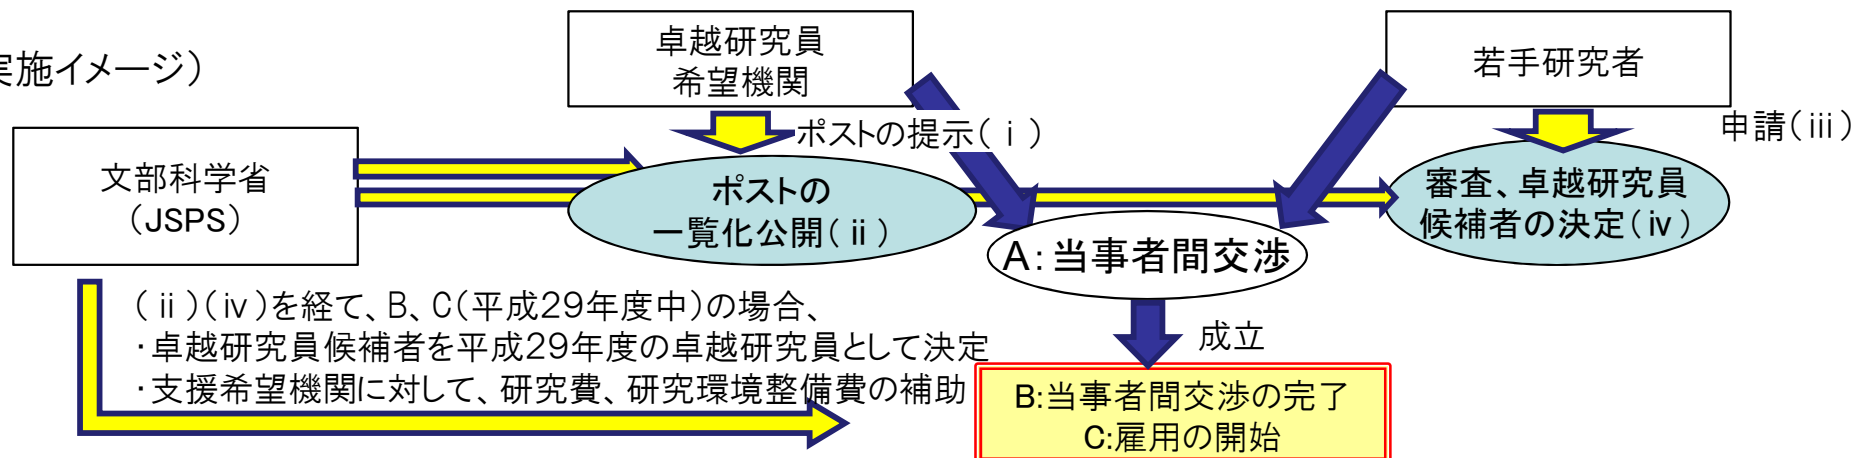 実施イメージ）
卓越研究員
希望機関
若手研究者
文部科学省
（JSPS）
ポストの提示（ⅰ）
申請（ⅲ）
ポストの
一覧化公開（ⅱ）
審査、卓越研究員
候補者の決定（ⅳ）
A：当事者間交渉
（ⅱ）（ⅳ）を経て、B、C（平成29年度中）の場合、
・卓越研究員候補者を平成29年度の卓越研究員として決定
・支援希望機関に対して、研究費、研究環境整備費の補助
成立
B:当事者間交渉の完了
C:雇用の開始